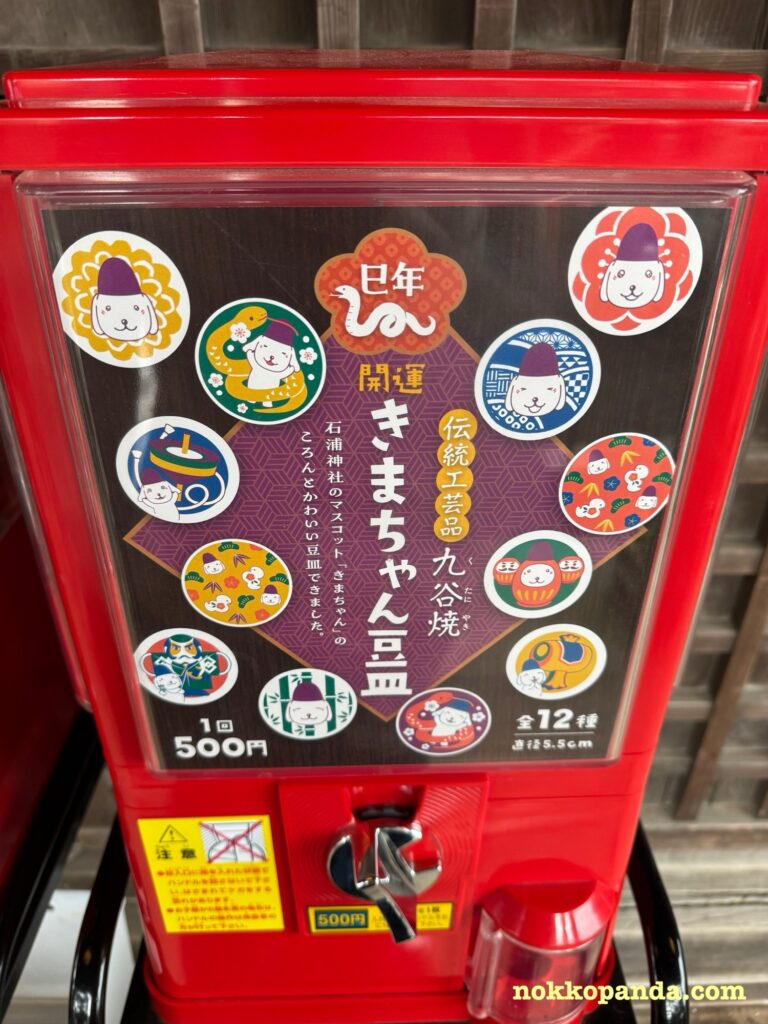 巳年
開運
伝統工芸品
九谷焼
くたにやき
きまちゃん豆皿
石浦神社のマスコット「きまちゃん」の
ころんとかわいい豆皿できました。
1回
500円
全12種
直径5.5cm
注意
500円
nokkopanda.com